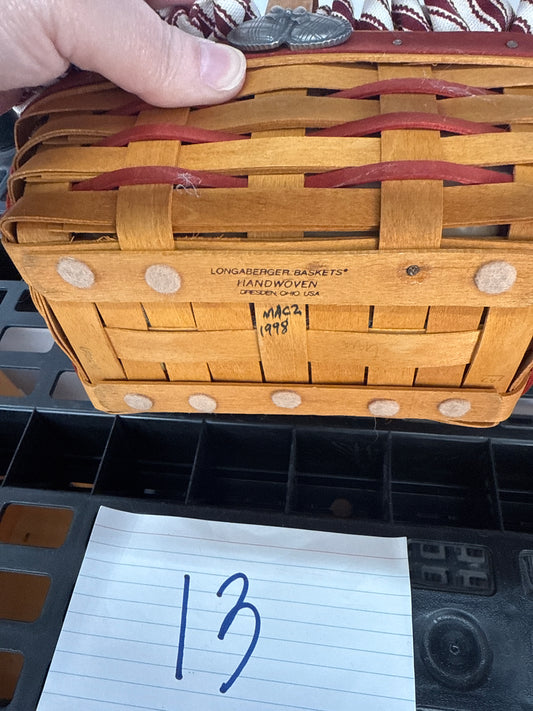 LONGABERGER BASKETS®
HANDWOVEN
DRESDEN, OHIO USA
MAC2
1998
13